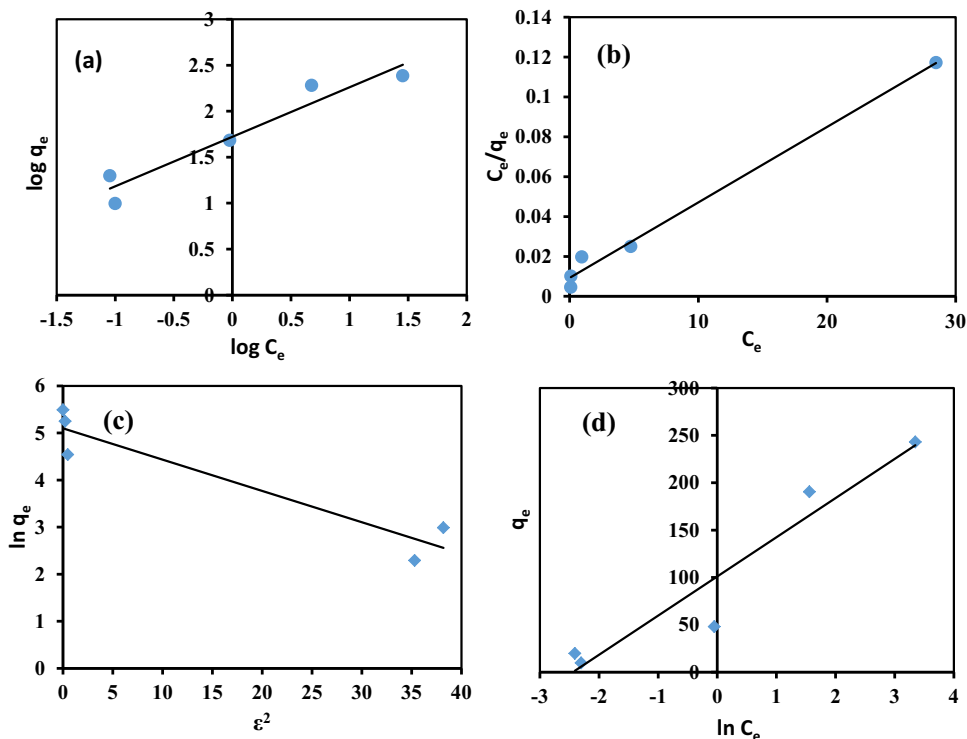 (a)
3
2.5
2
1.5
1
0.5
0
-1.5 -1 -0.5 0 0.5 1 1.5 2
log qₑ
log Cₑ
(b)
0.14
0.12
0.1
0.08
0.06
0.04
0.02
0
0 10 20 30
Cₑ/qₑ
Cₑ
(c)
6
5
4
3
2
1
0
0 5 10 15 20 25 30 35 40
ln qₑ
ε²
(d)
300
250
200
150
100
50
0
-3 -2 -1 0 1 2 3 4
qₑ
ln Cₑ